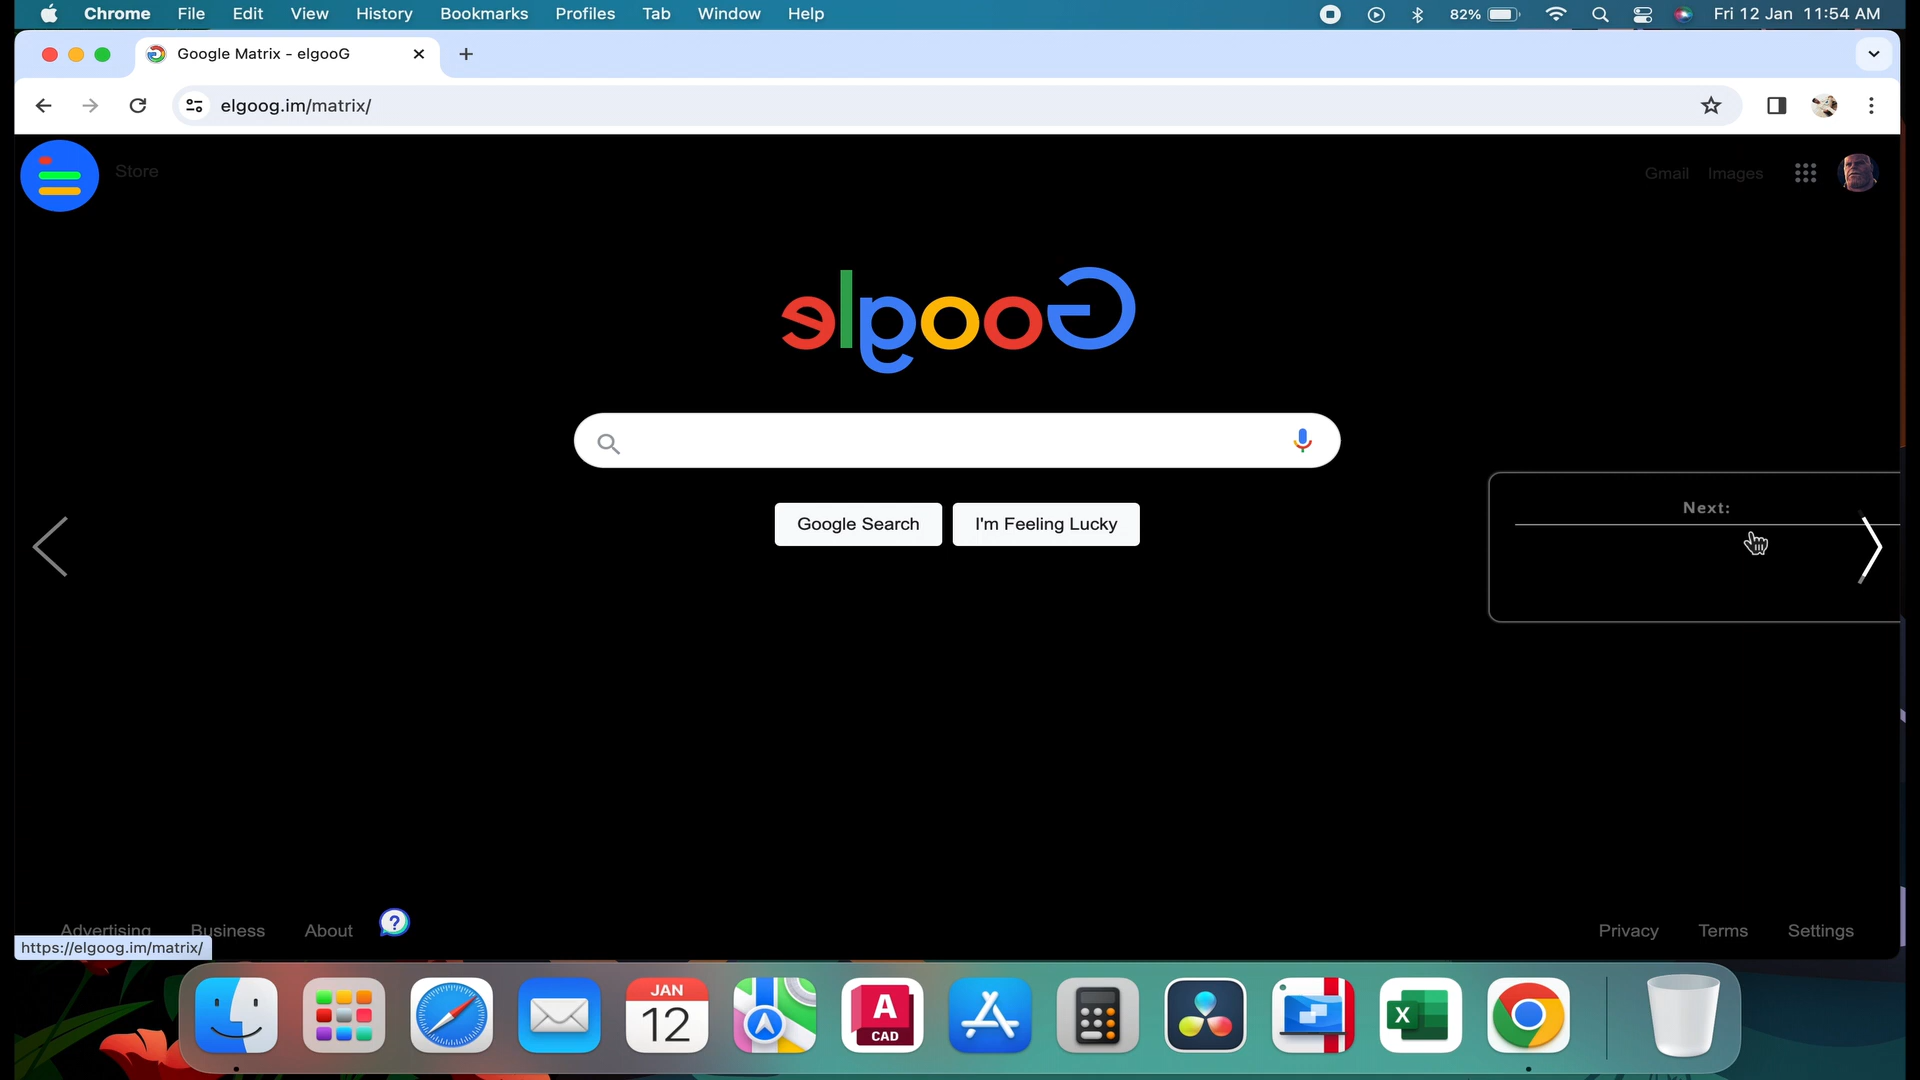 Chrome File Edit View History Bookmarks Profiles Tab Window Help 82% Fri 12 Jan 11:54 AM
Google Matrix - elgooG
elgoog.im/matrix/
Store Gmail Images
Google
Google Search I'm Feeling Lucky
Next:
Advertising Business About ? Privacy Terms Settings
https://elgoog.im/matrix/
JAN
12
A
CAD
X